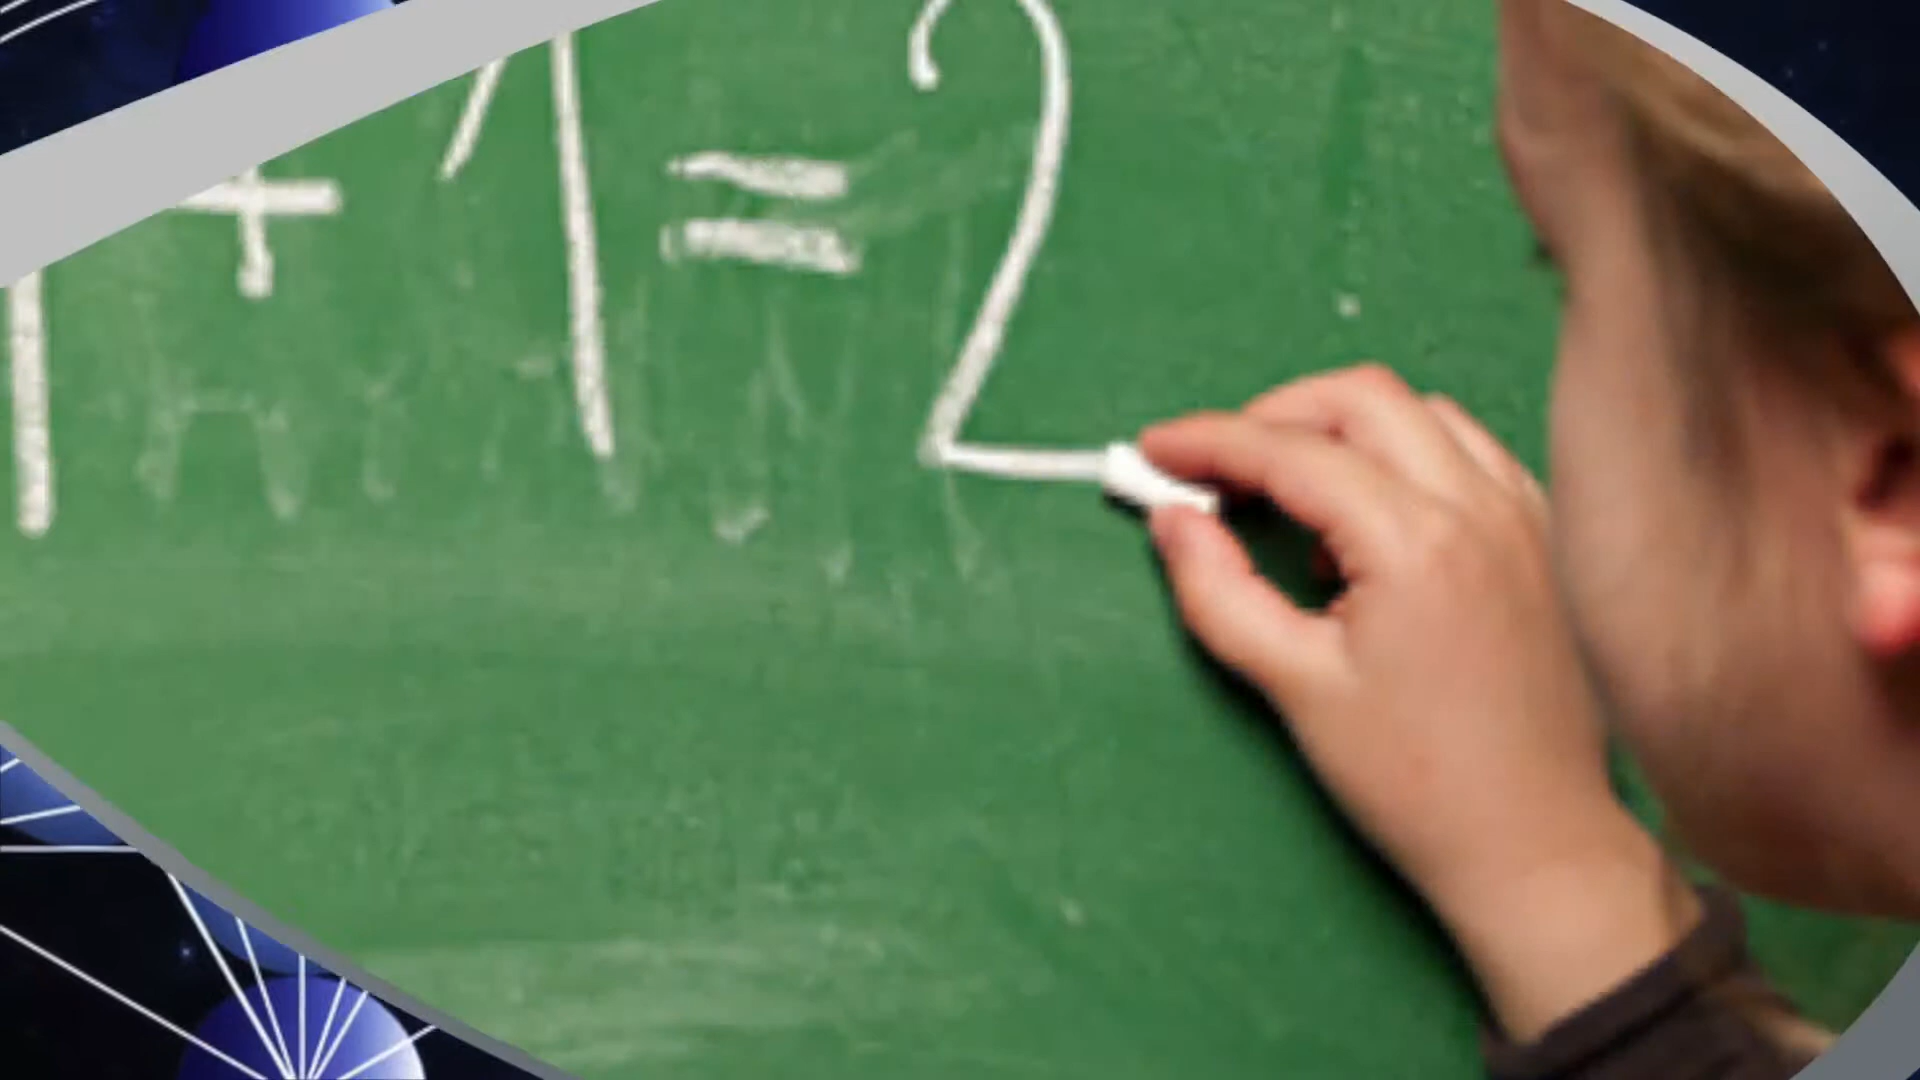 1 + 1 = 2